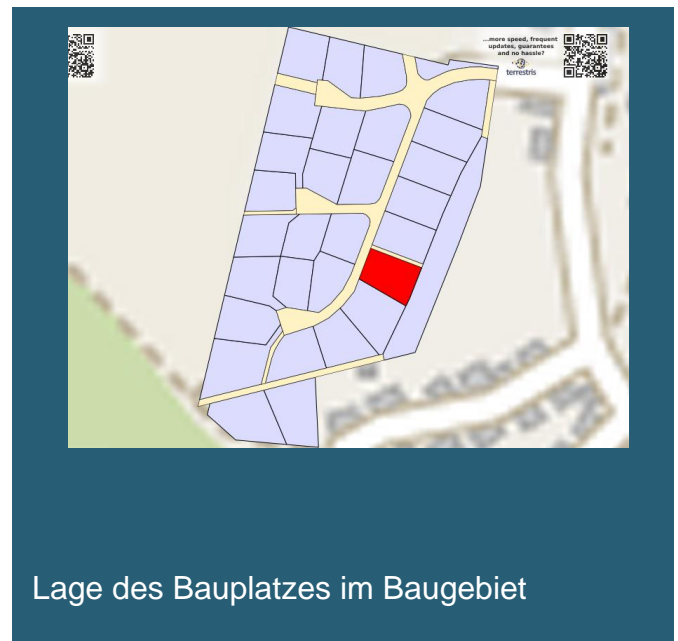 ...more speed, frequent
updates, guarantees
and no hassle?
terrestris
Lage des Bauplatzes im Baugebiet